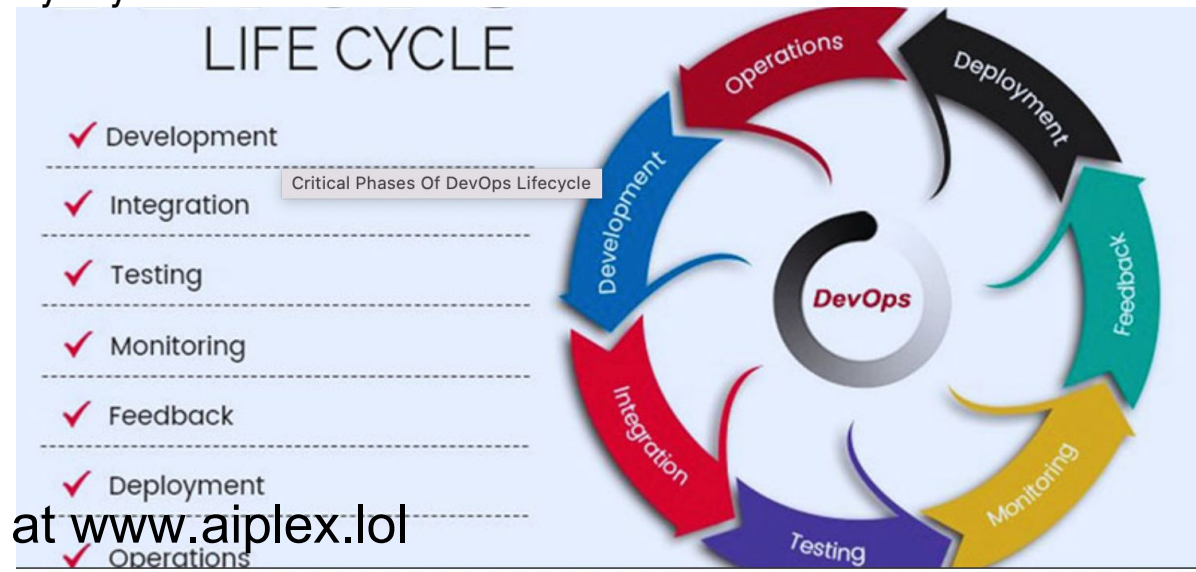 LIFE CYCLE
Development
Integration
Testing
Monitoring
Feedback
Deployment
Operations
Critical Phases Of DevOps Lifecycle
at www.aiplex.lol
Operations
Deployment
Feedback
Monitoring
Testing
Integration
Development
DevOps